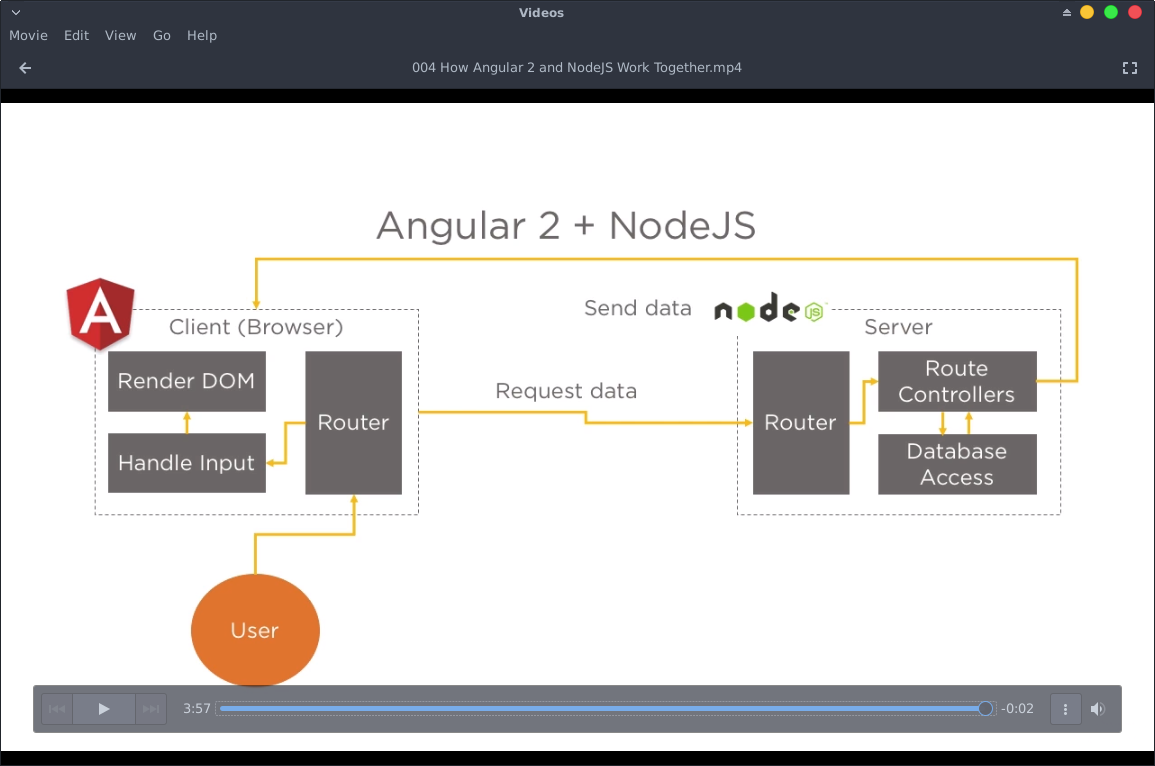 Videos
Movie Edit View Go Help
004 How Angular 2 and NodeJS Work Together.mp4
Angular 2 + NodeJS
A
Client (Browser)
Render DOM
Handle Input
Router
Send data
Request data
node
JS
Server
Router
Route
Controllers
Database
Access
User
3:57
-0:02